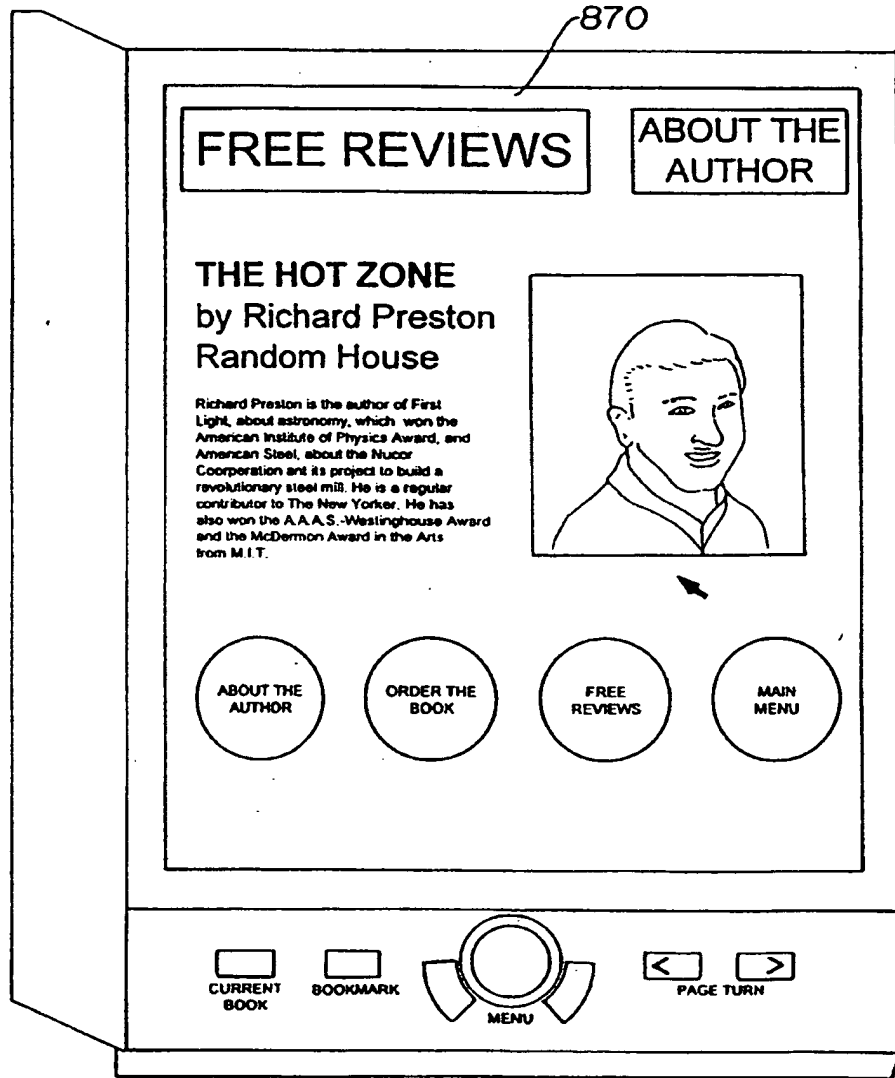 870
FREE REVIEWS
ABOUT THE
AUTHOR
THE HOT ZONE
by Richard Preston
Random House
Richard Preston is the author of First
Light, about astronomy, which won the
American Institute of Physics Award, and
American Steel, about the Nucor
Coorperation ant its project to build a
revolutionary steel mill. He is a regular
contributor to The New Yorker. He has
also won the A.A.A.S.-Westinghouse Award
and the McDermon Award in the Arts
from M.I.T.
ABOUT THE
AUTHOR
ORDER THE
BOOK
FREE
REVIEWS
MAIN
MENU
CURRENT
BOOK
BOOKMARK
MENU
< >
PAGE TURN